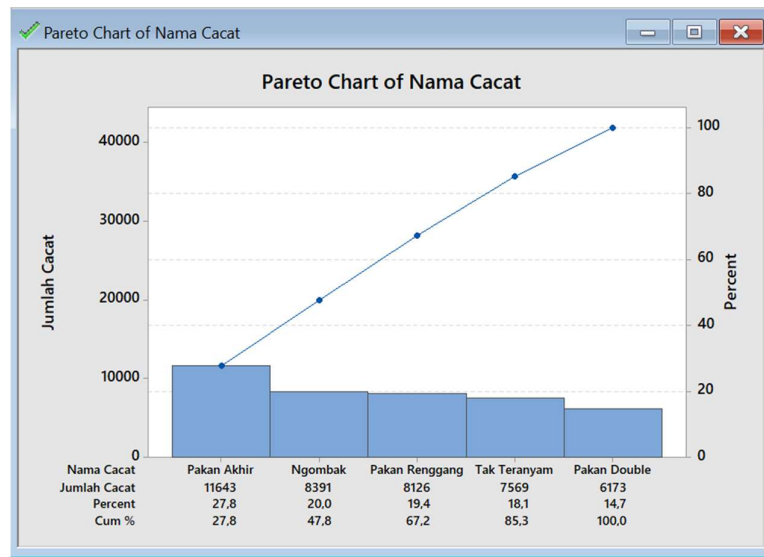 Pareto Chart of Nama Cacat
Pareto Chart of Nama Cacat
40000
30000
20000
10000
0
Jumlah Cacat
100
80
60
40
20
0
Percent
Nama Cacat Pakan Akhir Ngombak Pakan Renggang Tak Teranyam Pakan Double
Jumlah Cacat 11643 8391 8126 7569 6173
Percent 27,8 20,0 19,4 18,1 14,7
Cum % 27,8 47,8 67,2 85,3 100,0